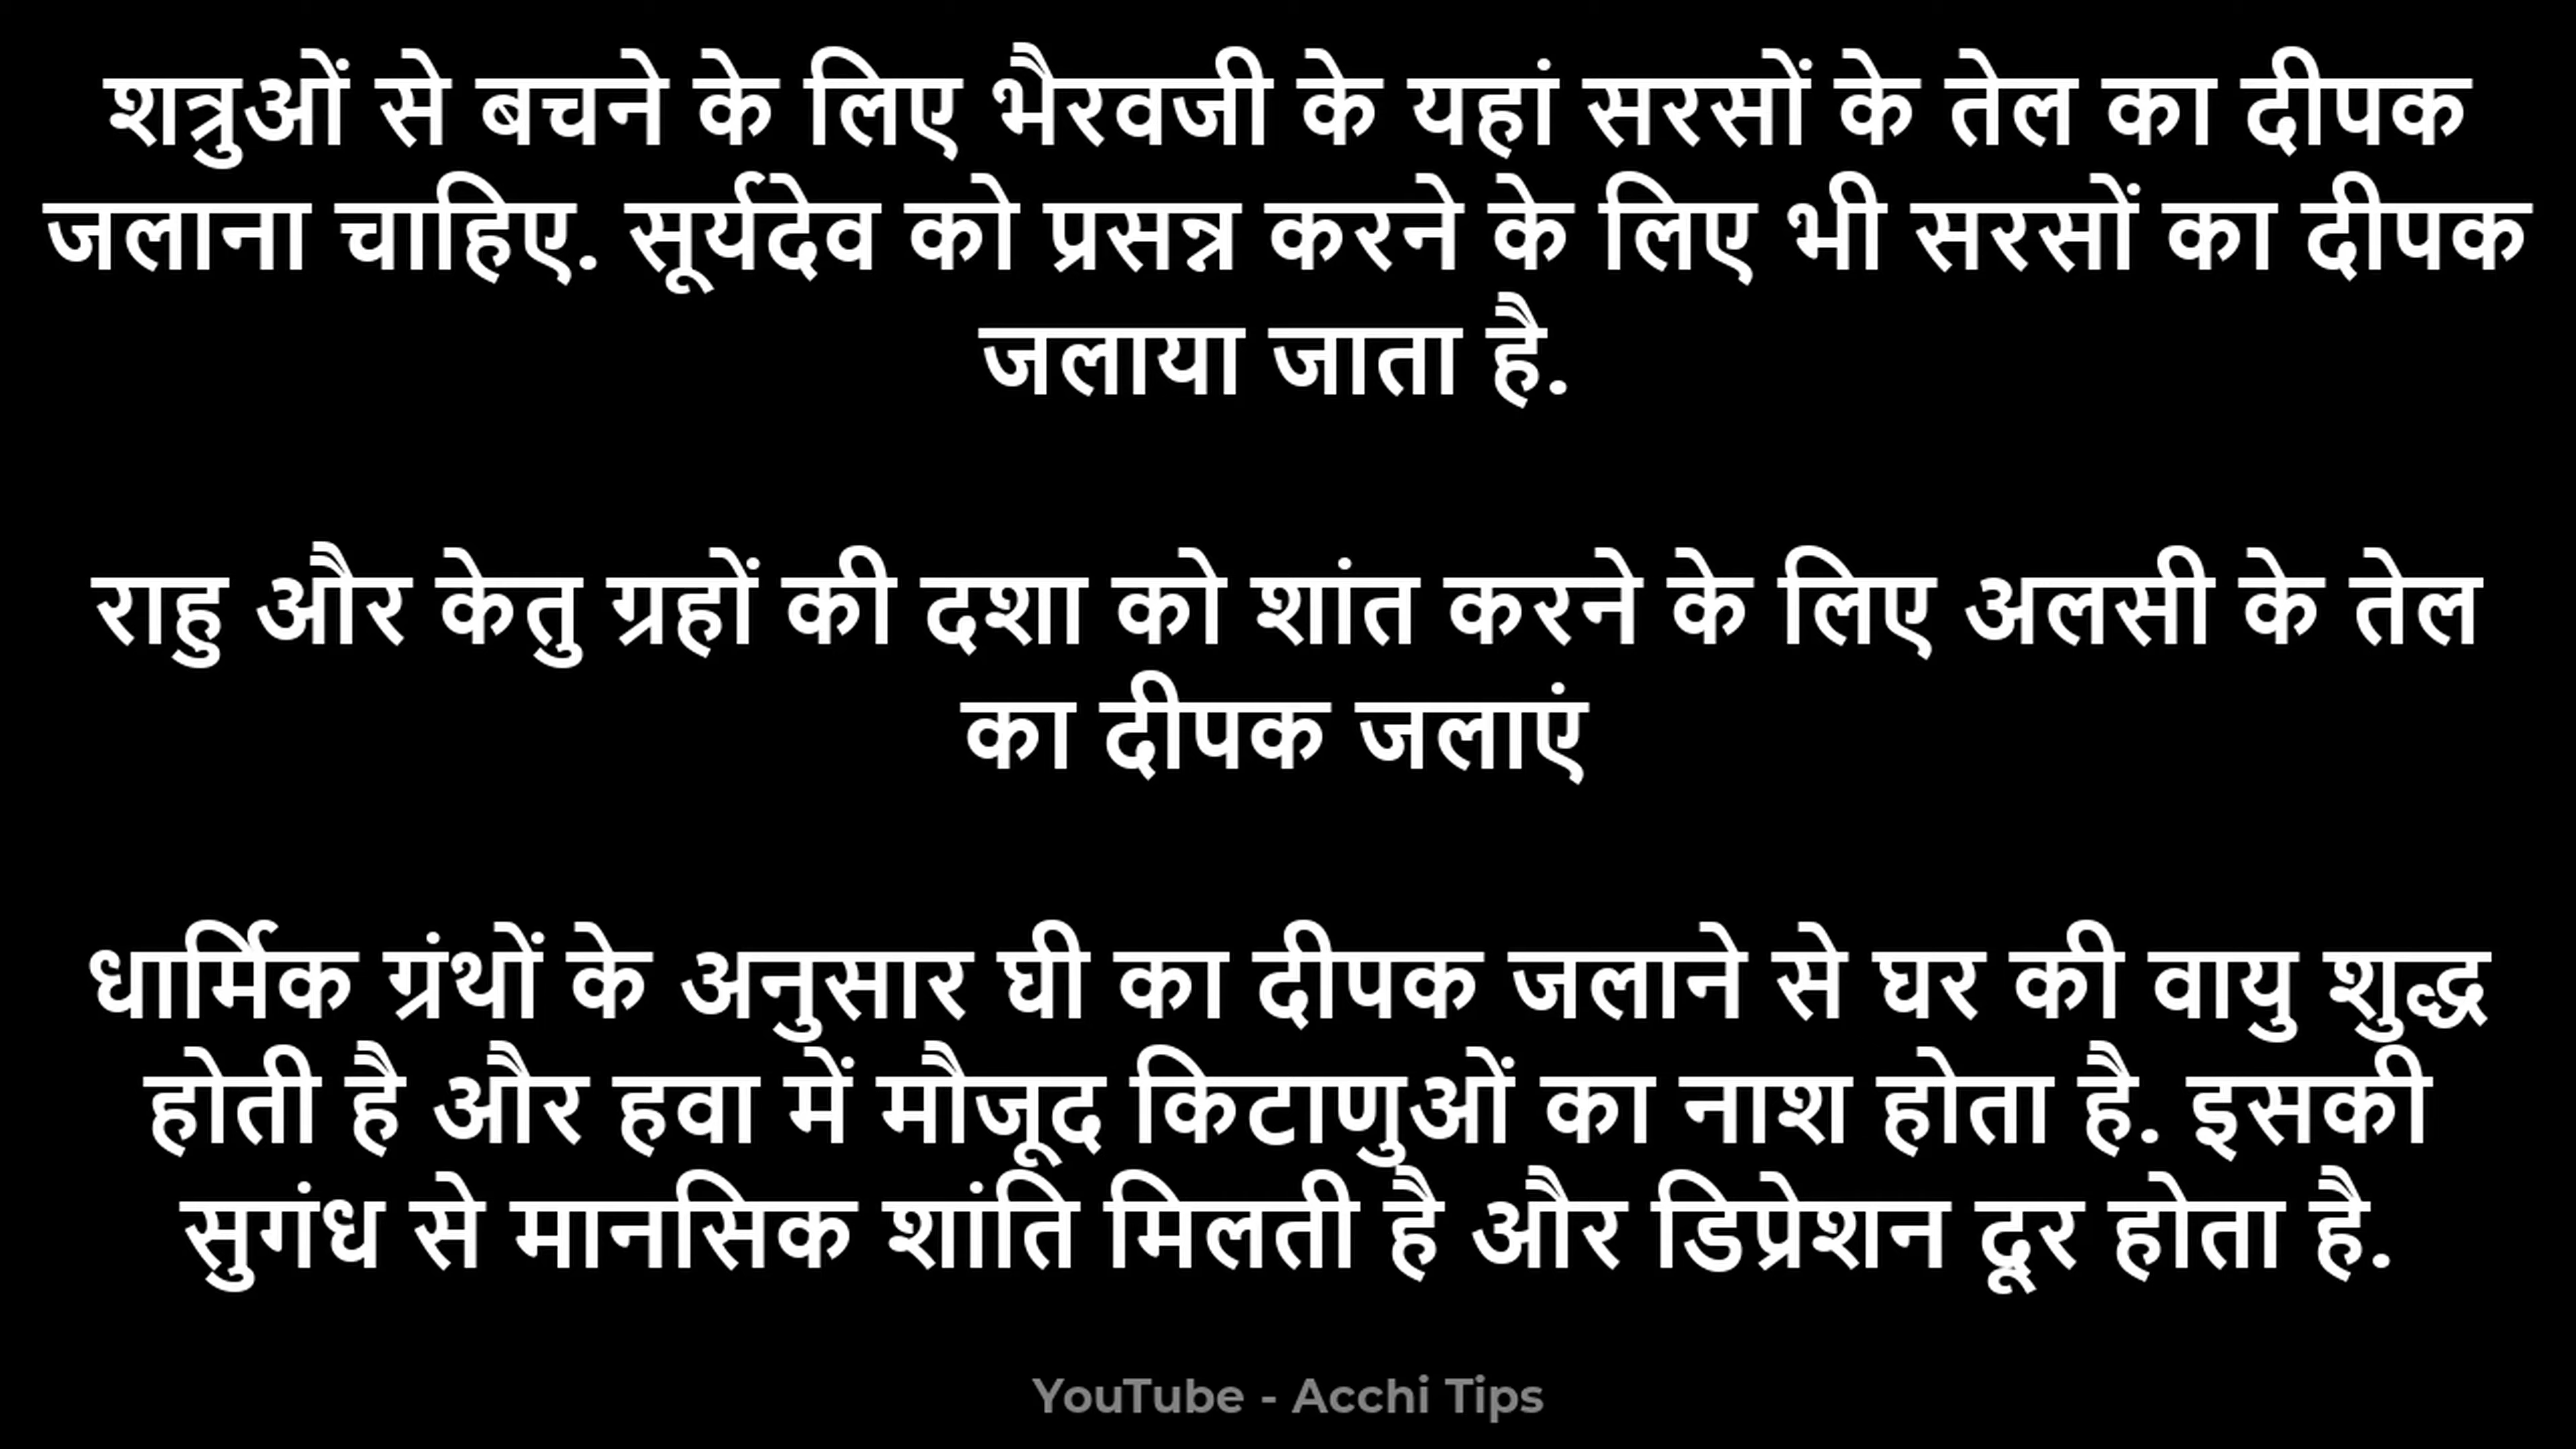 शत्रुओं से बचने के लिए भैरवजी के यहां सरसों के तेल का दीपक
जलाना चाहिए. सूर्यदेव को प्रसन्न करने के लिए भी सरसों का दीपक
जलाया जाता है.
राहु और केतु ग्रहों की दशा को शांत करने के लिए अलसी के तेल
का दीपक जलाएं
धार्मिक ग्रंथों के अनुसार घी का दीपक जलाने से घर की वायु शुद्ध
होती है और हवा में मौजूद किटाणुओं का नाश होता है. इसकी
सुगंध से मानसिक शांति मिलती है और डिप्रेशन दूर होता है.
YouTube - Acchi Tips